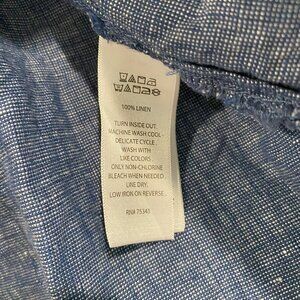 100% LINEN
TURN INSIDE OUT.
MACHINE WASH COOL -
DELICATE CYCLE.
WASH WITH
LIKE COLORS
ONLY NON-CHLORINE
BLEACH WHEN NEEDED
LINE DRY.
LOW IRON ON REVERSE.
RN# 75341